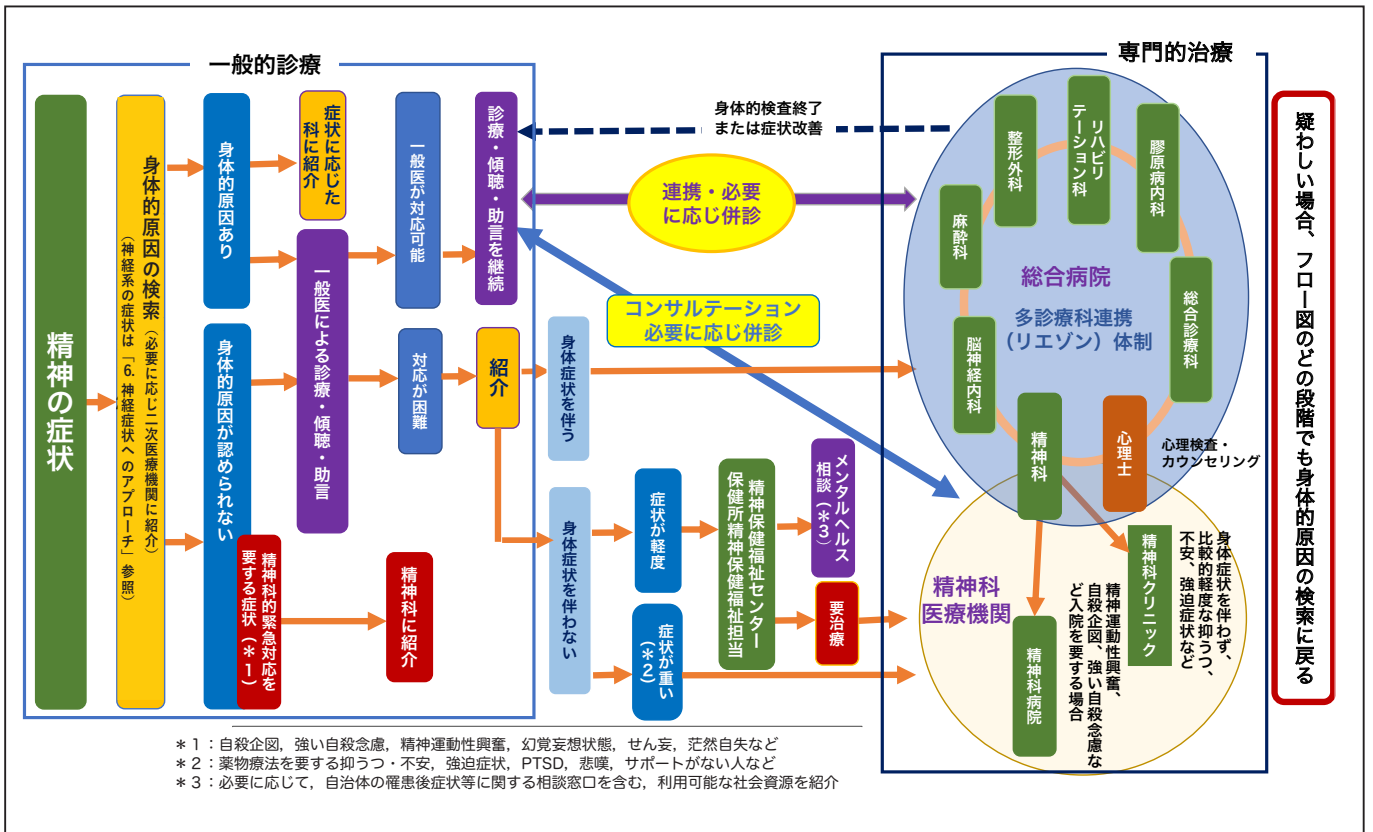 一般的診療
精神の症状
身体的原因の検索（必要に応じ二次医療機関に紹介）
（神経系の症状は「6. 神経症状へのアプローチ」参照）
身体的原因あり
症状に応じた
科に紹介
一般医が対応可能
診療・傾聴・助言を継続
一般医による診療・傾聴・助言
身体的原因が認められない
対応が困難
紹介
精神科的緊急対応を
要する症状（＊1）
精神科に紹介
身体的検査終了
または症状改善
連携・必要
に応じ併診
コンサルテーション
必要に応じ併診
身体症状を伴う
身体症状を伴わない
症状が軽度
症状が重い
（＊2）
精神保健福祉センター
保健所精神保健福祉担当
メンタルヘルス
相談（＊3）
要治療
専門的治療
整形外科
リハビリ
テーション科
膠原病内科
麻酔科
総合病院
多診療科連携
（リエゾン）体制
総合診療科
脳神経内科
精神科
心理士
心理検査・
カウンセリング
精神科
医療機関
精神科クリニック
身体症状を伴わず、
比較的軽度な抑うつ、
不安、強迫症状など
精神科病院
精神運動性興奮、
自殺企図、強い自殺念慮な
ど入院を要する場合
疑わしい場合、フロー図のどの段階でも身体的原因の検索に戻る
＊1：自殺企図，強い自殺念慮，精神運動性興奮，幻覚妄想状態，せん妄，茫然自失など
＊2：薬物療法を要する抑うつ・不安，強迫症状，PTSD，悲嘆，サポートがない人など
＊3：必要に応じて，自治体の罹患後症状等に関する相談窓口を含む，利用可能な社会資源を紹介